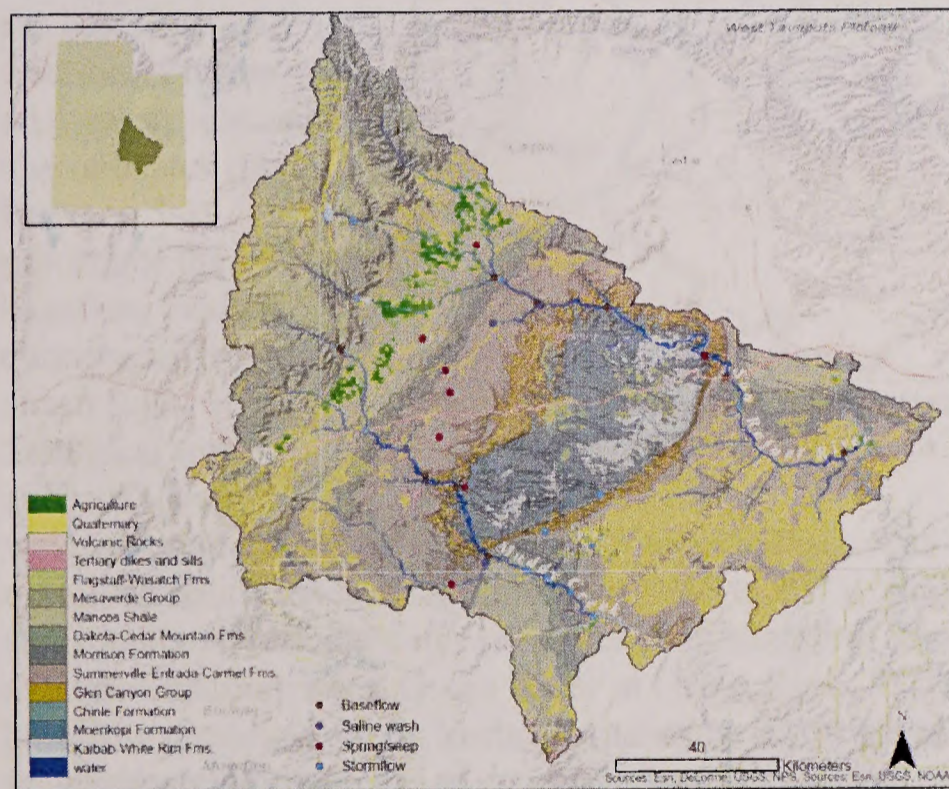 West Tavaputs Plateau
Agriculture
Quaternary
Volcanic Rocks
Tertiary dikes and sills
Flagstaff-Wasatch Fms.
Mesaverde Group
Mancos Shale
Dakota-Cedar Mountain Fms.
Morrison Formation
Summerville-Entrada-Carmel Fms.
Glen Canyon Group
Chinle Formation
Moenkopi Formation
Kaibab White Rim Fms.
water
Baseflow
Saline wash
Spring/seep
Stormflow
N
40
Kilometers
Sources: Esri, DeLorme, USGS, NPS, Sources: Esri, USGS, NOAA